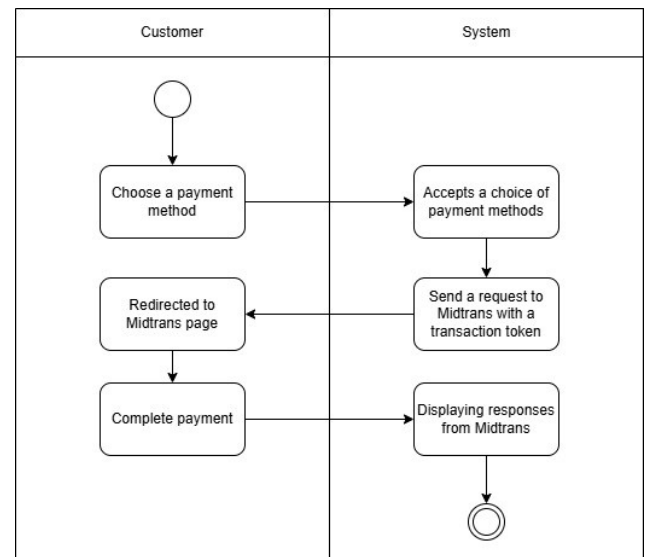 Customer
System
Choose a payment
method
Accepts a choice of
payment methods
Redirected to
Midtrans page
Send a request to
Midtrans with a
transaction token
Complete payment
Displaying responses
from Midtrans